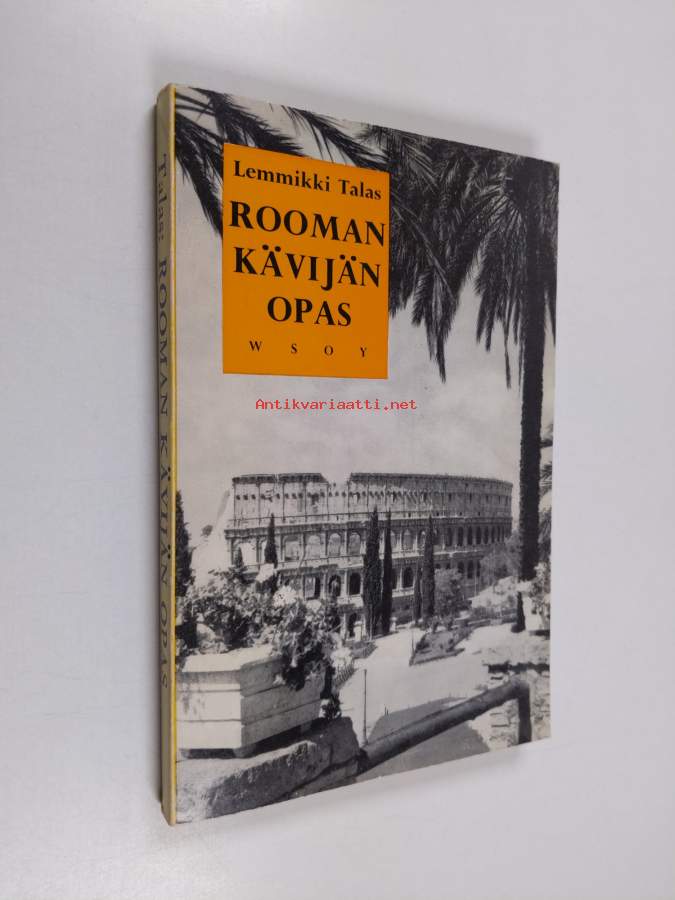 Lemmikki Talas
ROOMAN
KÄVIJÄN
OPAS
W S O Y
Antikvariaatti.net
Talas: ROOMAN KÄVIJÄN OPAS